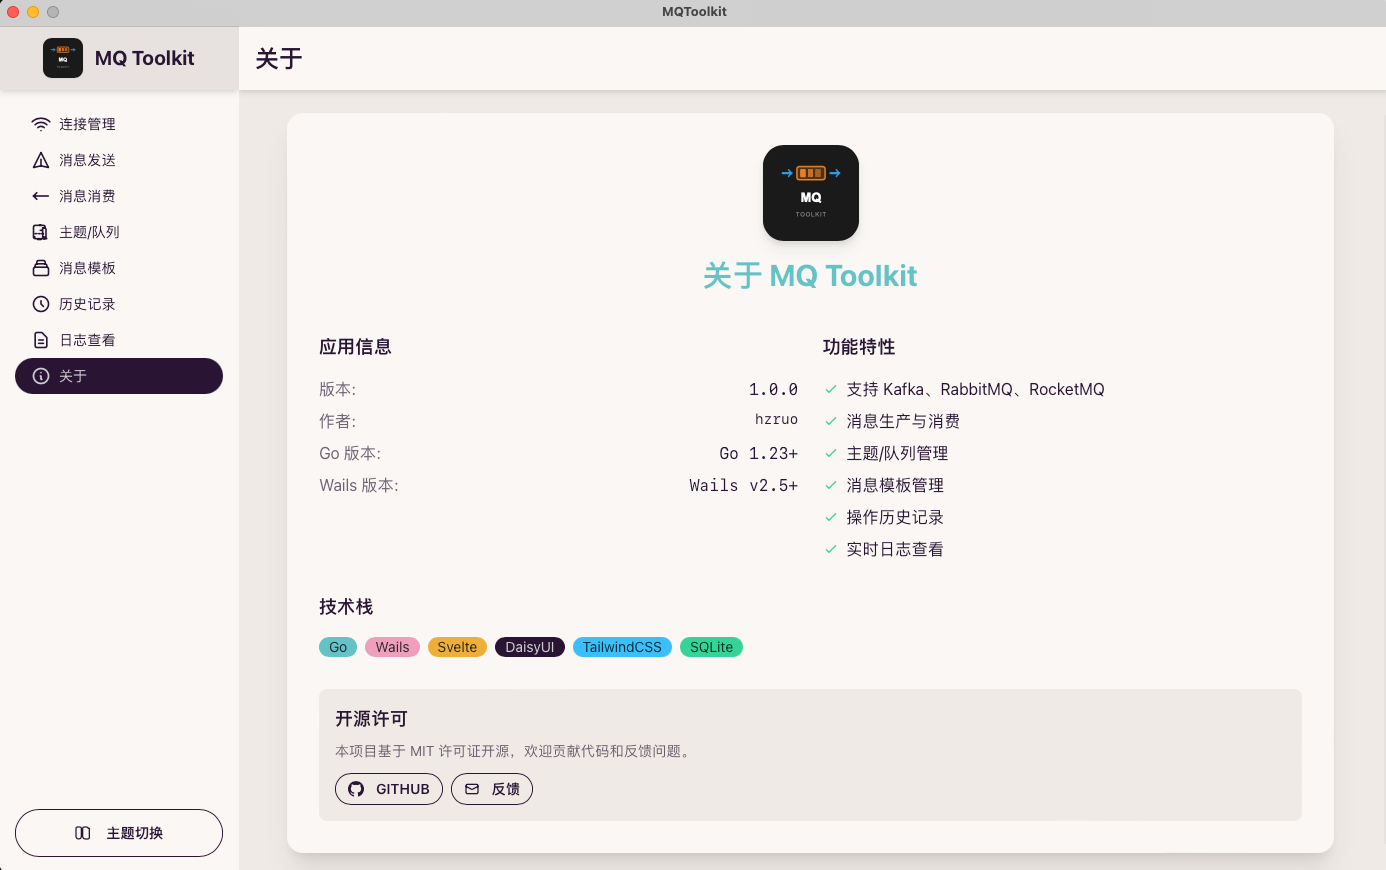 MQToolkit
MQ
TOOLKIT
MQ Toolkit
关于
连接管理
消息发送
消息消费
主题/队列
消息模板
历史记录
日志查看
关于
主题切换
MQ
TOOLKIT
关于 MQ Toolkit
应用信息
版本: 1.0.0
作者: hzruo
Go 版本: Go 1.23+
Wails 版本: Wails v2.5+
功能特性
支持 Kafka、RabbitMQ、RocketMQ
消息生产与消费
主题/队列管理
消息模板管理
操作历史记录
实时日志查看
技术栈
Go Wails Svelte DaisyUI TailwindCSS SQLite
开源许可
本项目基于 MIT 许可证开源，欢迎贡献代码和反馈问题。
GITHUB 反馈